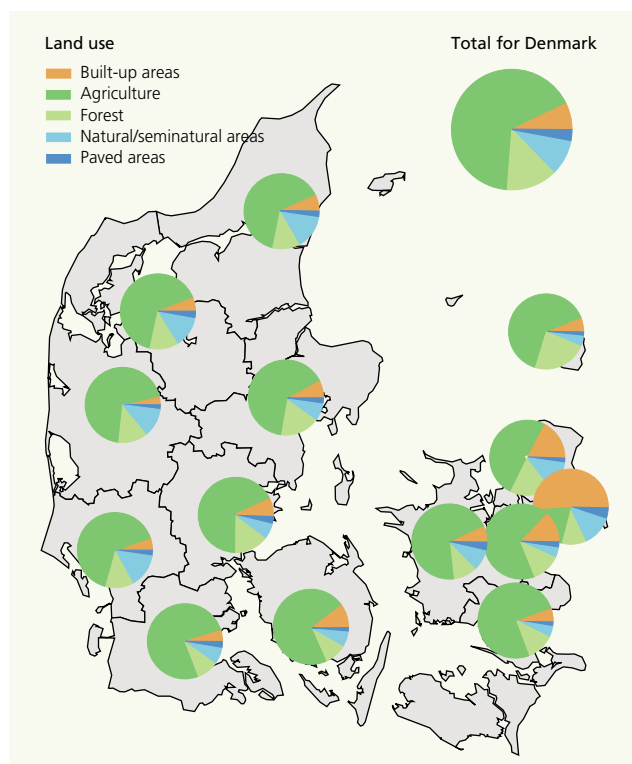 Land use
Built-up areas
Agriculture
Forest
Natural/seminatural areas
Paved areas
Total for Denmark